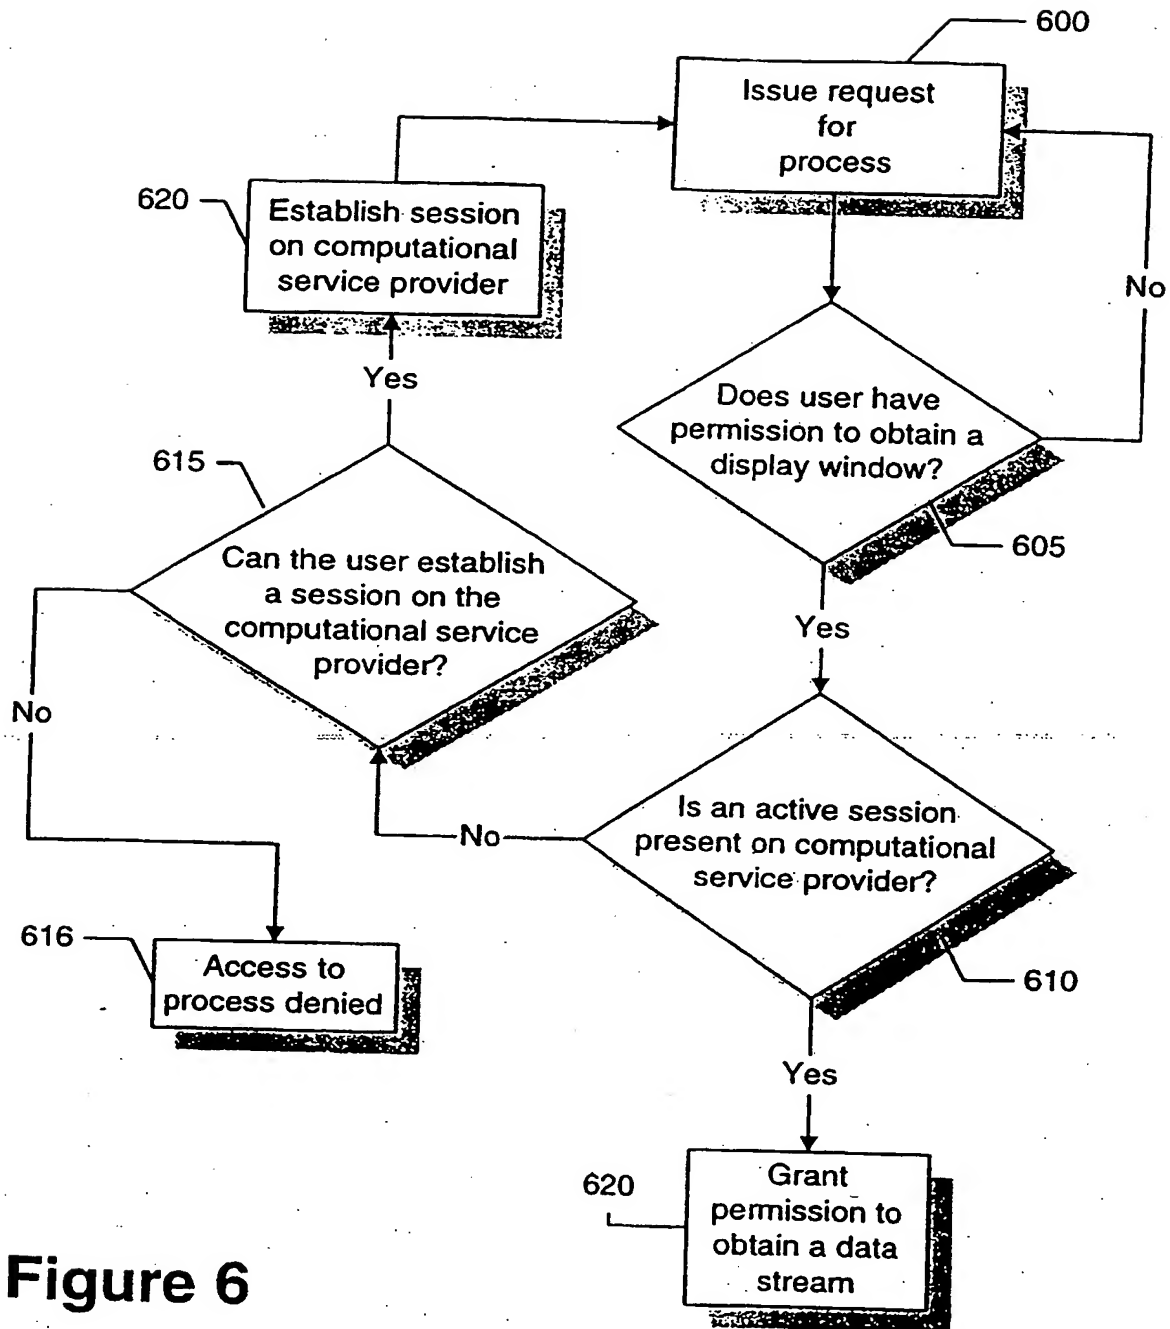 600
Issue request
for
process
620
Establish session
on computational
service provider
No
Yes
Does user have
permission to obtain a
display window?
615
605
Can the user establish
a session on the
computational service
provider?
Yes
No
Is an active session
present on computational
service provider?
No
616
Access to
process denied
610
Yes
620
Grant
permission to
obtain a data
stream
Figure 6